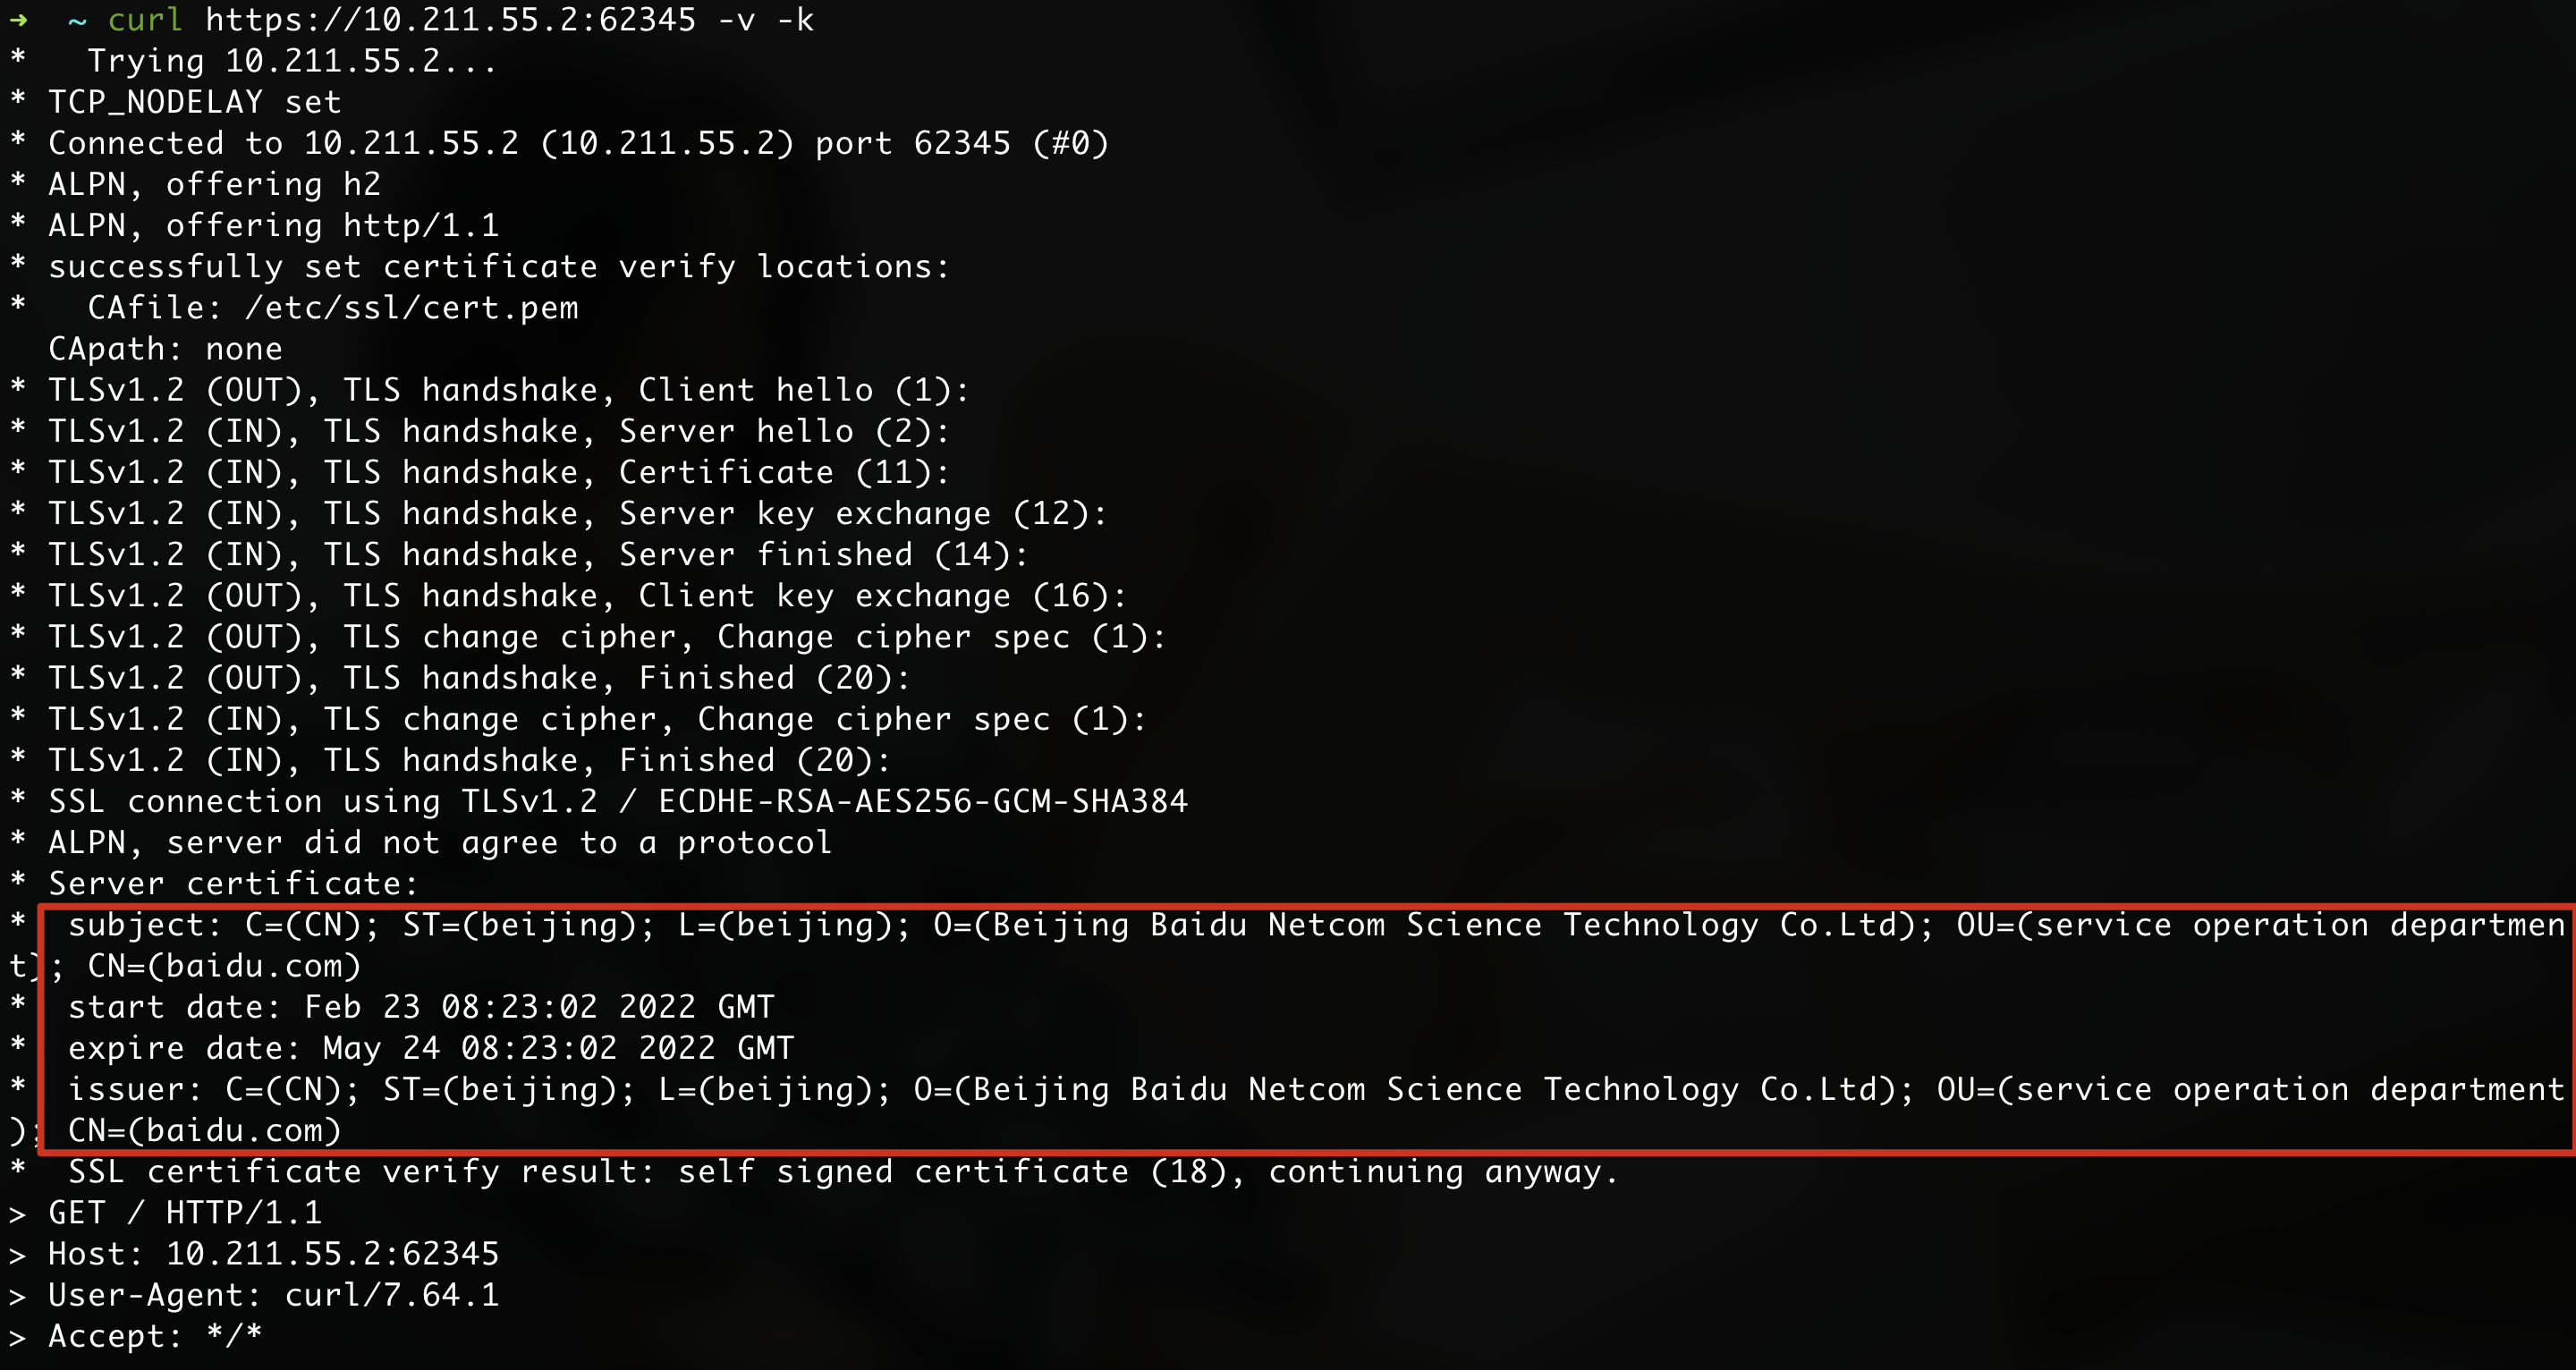 ➜  ~ curl https://10.211.55.2:62345 -v -k
*   Trying 10.211.55.2...
* TCP_NODELAY set
* Connected to 10.211.55.2 (10.211.55.2) port 62345 (#0)
* ALPN, offering h2
* ALPN, offering http/1.1
* successfully set certificate verify locations:
*   CAfile: /etc/ssl/cert.pem
  CApath: none
* TLSv1.2 (OUT), TLS handshake, Client hello (1):
* TLSv1.2 (IN), TLS handshake, Server hello (2):
* TLSv1.2 (IN), TLS handshake, Certificate (11):
* TLSv1.2 (IN), TLS handshake, Server key exchange (12):
* TLSv1.2 (IN), TLS handshake, Server finished (14):
* TLSv1.2 (OUT), TLS handshake, Client key exchange (16):
* TLSv1.2 (OUT), TLS change cipher, Change cipher spec (1):
* TLSv1.2 (OUT), TLS handshake, Finished (20):
* TLSv1.2 (IN), TLS change cipher, Change cipher spec (1):
* TLSv1.2 (IN), TLS handshake, Finished (20):
* SSL connection using TLSv1.2 / ECDHE-RSA-AES256-GCM-SHA384
* ALPN, server did not agree to a protocol
* Server certificate:
*  subject: C=(CN); ST=(beijing); L=(beijing); O=(Beijing Baidu Netcom Science Technology Co.Ltd); OU=(service operation departmen
t); CN=(baidu.com)
*  start date: Feb 23 08:23:02 2022 GMT
*  expire date: May 24 08:23:02 2022 GMT
*  issuer: C=(CN); ST=(beijing); L=(beijing); O=(Beijing Baidu Netcom Science Technology Co.Ltd); OU=(service operation department
); CN=(baidu.com)
*  SSL certificate verify result: self signed certificate (18), continuing anyway.
> GET / HTTP/1.1
> Host: 10.211.55.2:62345
> User-Agent: curl/7.64.1
> Accept: */*